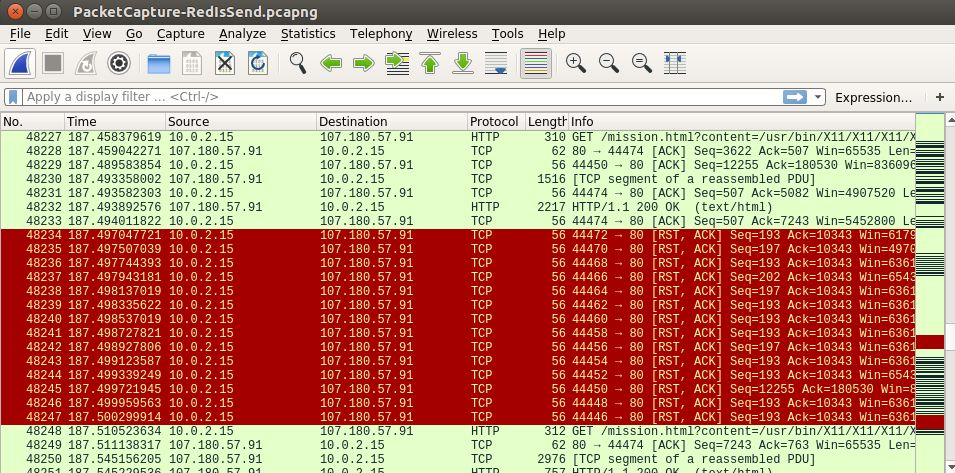 PacketCapture-RedIsSend.pcapng
File Edit View Go Capture Analyze Statistics Telephony Wireless Tools Help
Apply a display filter ... <Ctrl-/> Expression... +
No. Time Source Destination Protocol Length Info
48227 187.458379619 10.0.2.15 107.180.57.91 HTTP 310 GET /mission.html?content=/usr/bin/X11/X11/X11/X
48228 187.459042271 107.180.57.91 10.0.2.15 TCP 62 80 → 44474 [ACK] Seq=3622 Ack=507 Win=65535 Len=
48229 187.489583854 10.0.2.15 107.180.57.91 TCP 56 44450 → 80 [ACK] Seq=12255 Ack=180530 Win=836096
48230 187.493358002 107.180.57.91 10.0.2.15 TCP 1516 [TCP segment of a reassembled PDU]
48231 187.493582303 10.0.2.15 107.180.57.91 TCP 56 44474 → 80 [ACK] Seq=507 Ack=5082 Win=4907520 Le
48232 187.493892576 107.180.57.91 10.0.2.15 HTTP 2217 HTTP/1.1 200 OK (text/html)
48233 187.494011822 10.0.2.15 107.180.57.91 TCP 56 44474 → 80 [ACK] Seq=507 Ack=7243 Win=5452800 Le
48234 187.497047721 10.0.2.15 107.180.57.91 TCP 56 44472 → 80 [RST, ACK] Seq=193 Ack=10343 Win=6179
48235 187.497507039 10.0.2.15 107.180.57.91 TCP 56 44470 → 80 [RST, ACK] Seq=197 Ack=10343 Win=4970
48236 187.497744393 10.0.2.15 107.180.57.91 TCP 56 44468 → 80 [RST, ACK] Seq=193 Ack=10343 Win=6361
48237 187.497943181 10.0.2.15 107.180.57.91 TCP 56 44466 → 80 [RST, ACK] Seq=202 Ack=10343 Win=6543
48238 187.498137019 10.0.2.15 107.180.57.91 TCP 56 44464 → 80 [RST, ACK] Seq=197 Ack=10343 Win=6361
48239 187.498335622 10.0.2.15 107.180.57.91 TCP 56 44462 → 80 [RST, ACK] Seq=193 Ack=10343 Win=6361
48240 187.498537019 10.0.2.15 107.180.57.91 TCP 56 44460 → 80 [RST, ACK] Seq=193 Ack=10343 Win=6361
48241 187.498727821 10.0.2.15 107.180.57.91 TCP 56 44458 → 80 [RST, ACK] Seq=193 Ack=10343 Win=6361
48242 187.498927806 10.0.2.15 107.180.57.91 TCP 56 44456 → 80 [RST, ACK] Seq=197 Ack=10343 Win=6361
48243 187.499123587 10.0.2.15 107.180.57.91 TCP 56 44454 → 80 [RST, ACK] Seq=193 Ack=10343 Win=6361
48244 187.499339249 10.0.2.15 107.180.57.91 TCP 56 44452 → 80 [RST, ACK] Seq=193 Ack=10343 Win=6543
48245 187.499721945 10.0.2.15 107.180.57.91 TCP 56 44450 → 80 [RST, ACK] Seq=12255 Ack=180530 Win=8
48246 187.499959563 10.0.2.15 107.180.57.91 TCP 56 44448 → 80 [RST, ACK] Seq=193 Ack=10343 Win=6361
48247 187.500299914 10.0.2.15 107.180.57.91 TCP 56 44446 → 80 [RST, ACK] Seq=193 Ack=10343 Win=6361
48248 187.510523634 10.0.2.15 107.180.57.91 HTTP 312 GET /mission.html?content=/usr/bin/X11/X11/X11/X
48249 187.511138317 107.180.57.91 10.0.2.15 TCP 62 80 → 44474 [ACK] Seq=7243 Ack=763 Win=65535 Len=
48250 187.545156205 107.180.57.91 10.0.2.15 TCP 2976 [TCP segment of a reassembled PDU]
48251 187.545229536 107.180.57.91 10.0.2.15 HTTP 757 HTTP/1.1 200 OK (text/html)